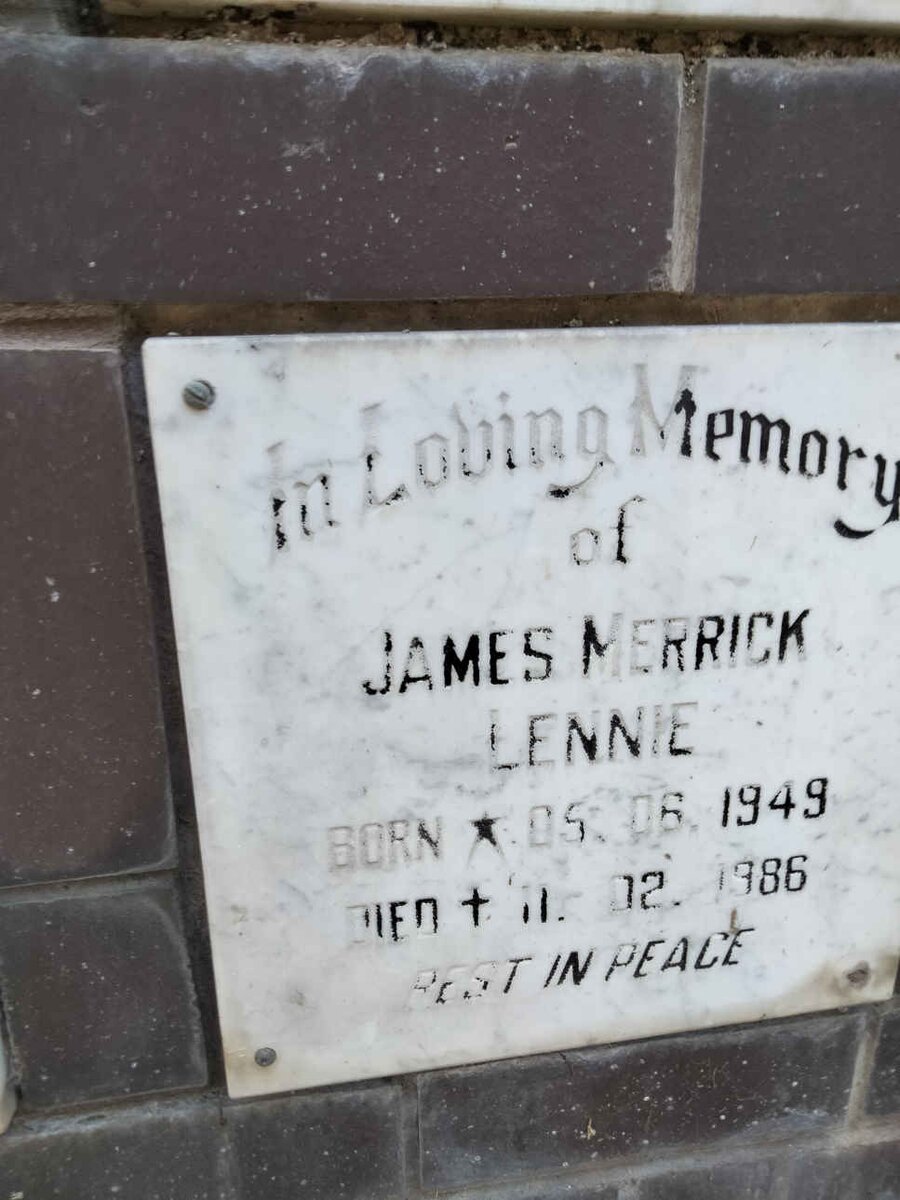 In Loving Memory
of
JAMES MERRICK
LENNIE
BORN ★ 05. 06. 1949
DIED ✝ 11. 02. 1986
REST IN PEACE